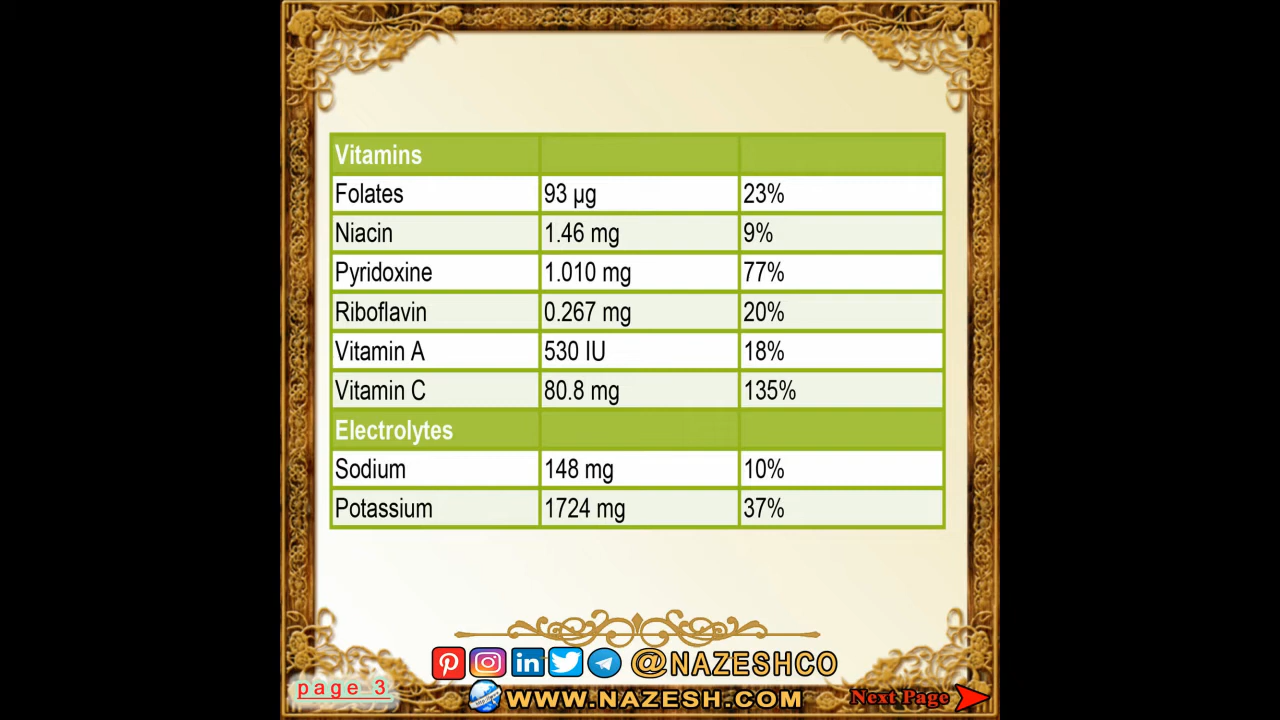 Vitamins
Folates 93 µg 23%
Niacin 1.46 mg 9%
Pyridoxine 1.010 mg 77%
Riboflavin 0.267 mg 20%
Vitamin A 530 IU 18%
Vitamin C 80.8 mg 135%
Electrolytes
Sodium 148 mg 10%
Potassium 1724 mg 37%
@NAZESHCO
page 3
WWW.NAZESH.COM
Next Page